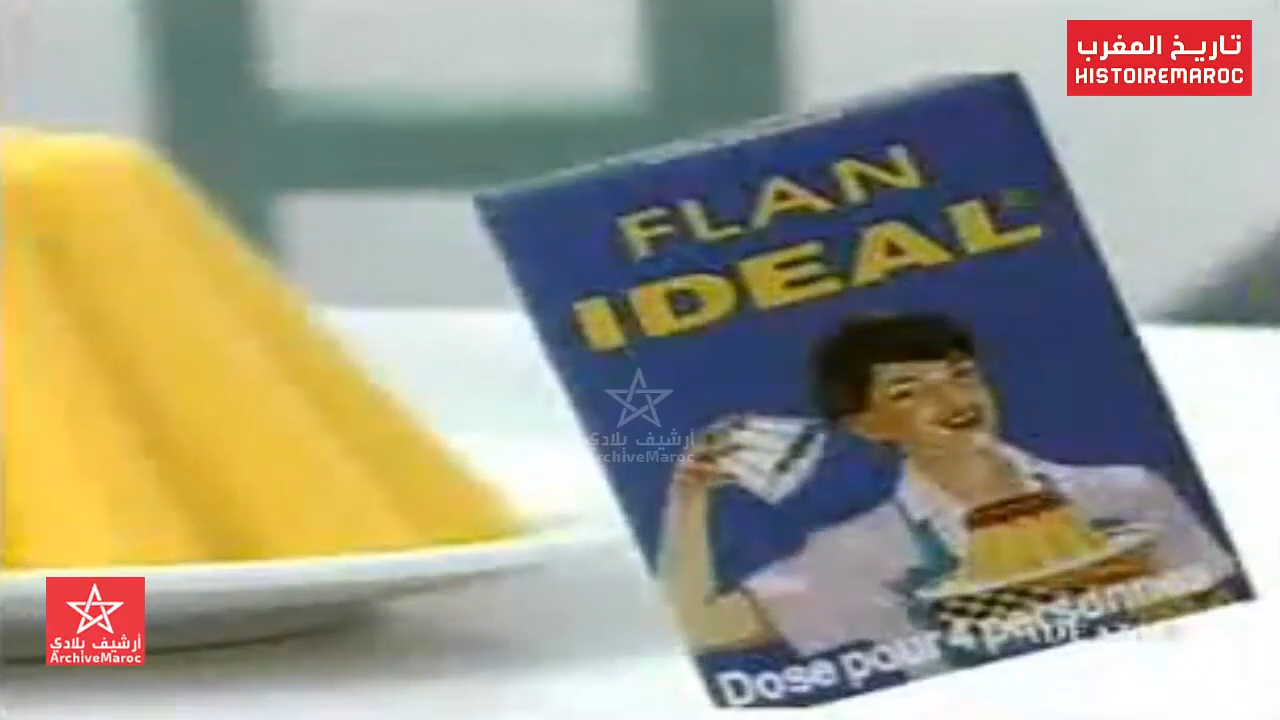 تاريخ المغرب
HISTOIREMAROC
FLAN
IDEAL
أرشيف بلادي
ArchiveMaroc
Dose pour 4 personnes
أرشيف بلادي
ArchiveMaroc